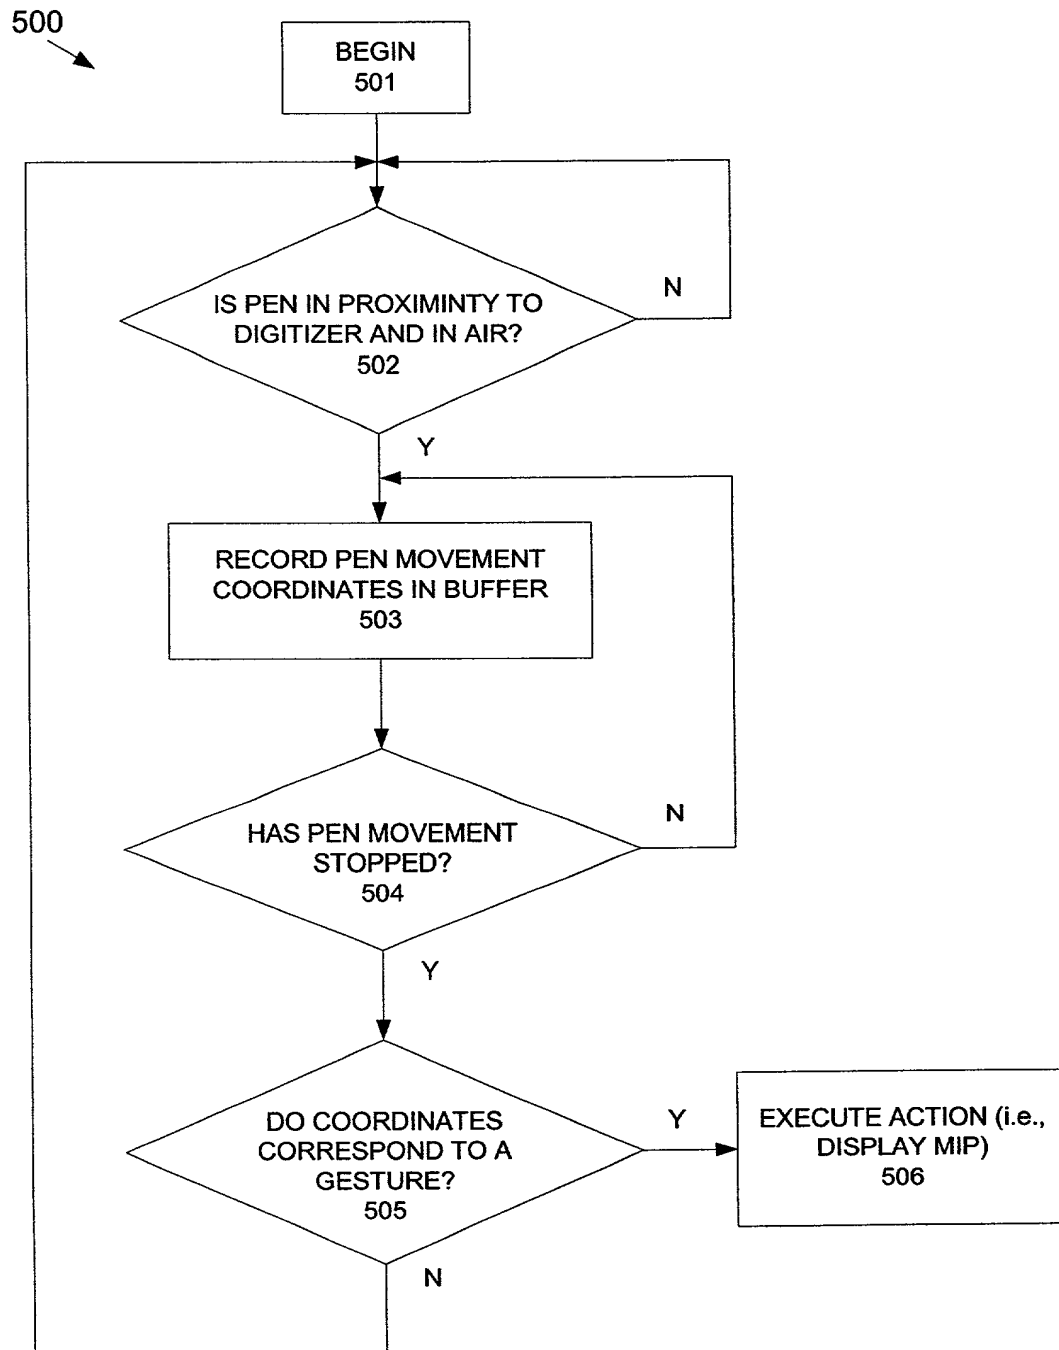 500
BEGIN
501
IS PEN IN PROXIMINTY TO
DIGITIZER AND IN AIR?
502
N
Y
RECORD PEN MOVEMENT
COORDINATES IN BUFFER
503
HAS PEN MOVEMENT
STOPPED?
504
N
Y
DO COORDINATES
CORRESPOND TO A
GESTURE?
505
Y
EXECUTE ACTION (i.e.,
DISPLAY MIP)
506
N